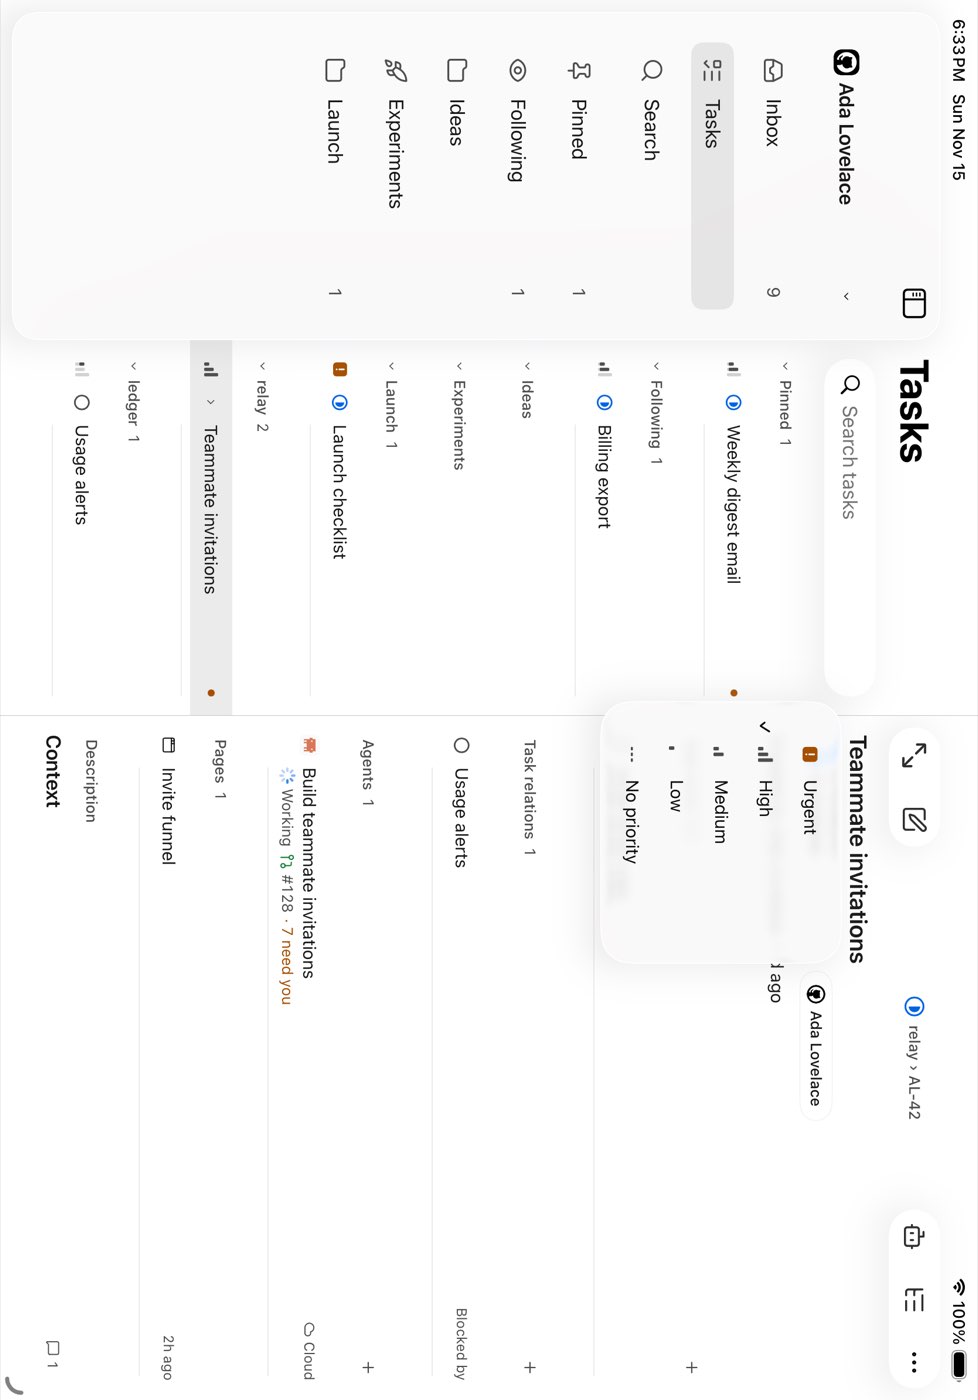 6:33 PM Sun Nov 15
100%
Ada Lovelace
Inbox 9
Tasks
Search
Pinned 1
Following 1
Ideas
Experiments
Launch 1
Tasks
Search tasks
Pinned 1
Weekly digest email
Following 1
Billing export
Ideas
Experiments
Launch 1
Launch checklist
relay 2
Teammate invitations
ledger 1
Usage alerts
relay › AL-42
Teammate invitations
Ada Lovelace
ago
Urgent
High
Medium
Low
No priority
Task relations 1
Usage alerts Blocked by
Agents 1
Build teammate invitations Cloud
Working #128 · 7 need you
Pages 1
Invite funnel 2h ago
Description
Context 1